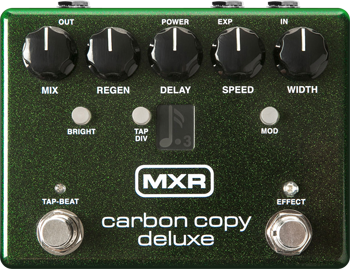 OUT POWER EXP IN
MIX REGEN DELAY SPEED WIDTH
BRIGHT TAP DIV .3 MOD
MXR
TAP-BEAT EFFECT
carbon copy
deluxe